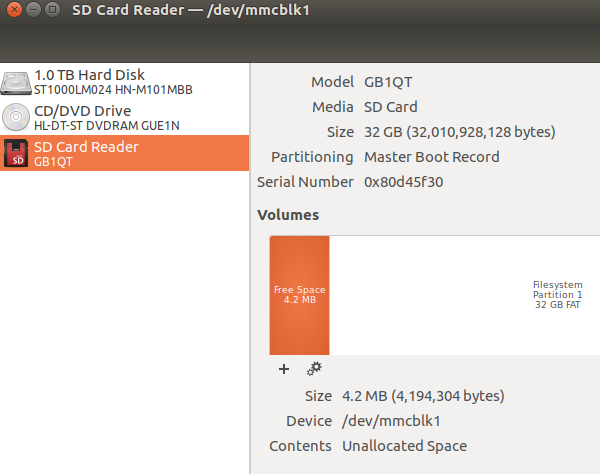 SD Card Reader — /dev/mmcblk1
1.0 TB Hard Disk
ST1000LM024 HN-M101MBB
CD/DVD Drive
HL-DT-ST DVDRAM GUE1N
SD Card Reader
GB1QT
SD
Model GB1QT
Media SD Card
Size 32 GB (32,010,928,128 bytes)
Partitioning Master Boot Record
Serial Number 0x80d45f30
Volumes
Free Space
4.2 MB
Filesystem
Partition 1
32 GB FAT
Size 4.2 MB (4,194,304 bytes)
Device /dev/mmcblk1
Contents Unallocated Space